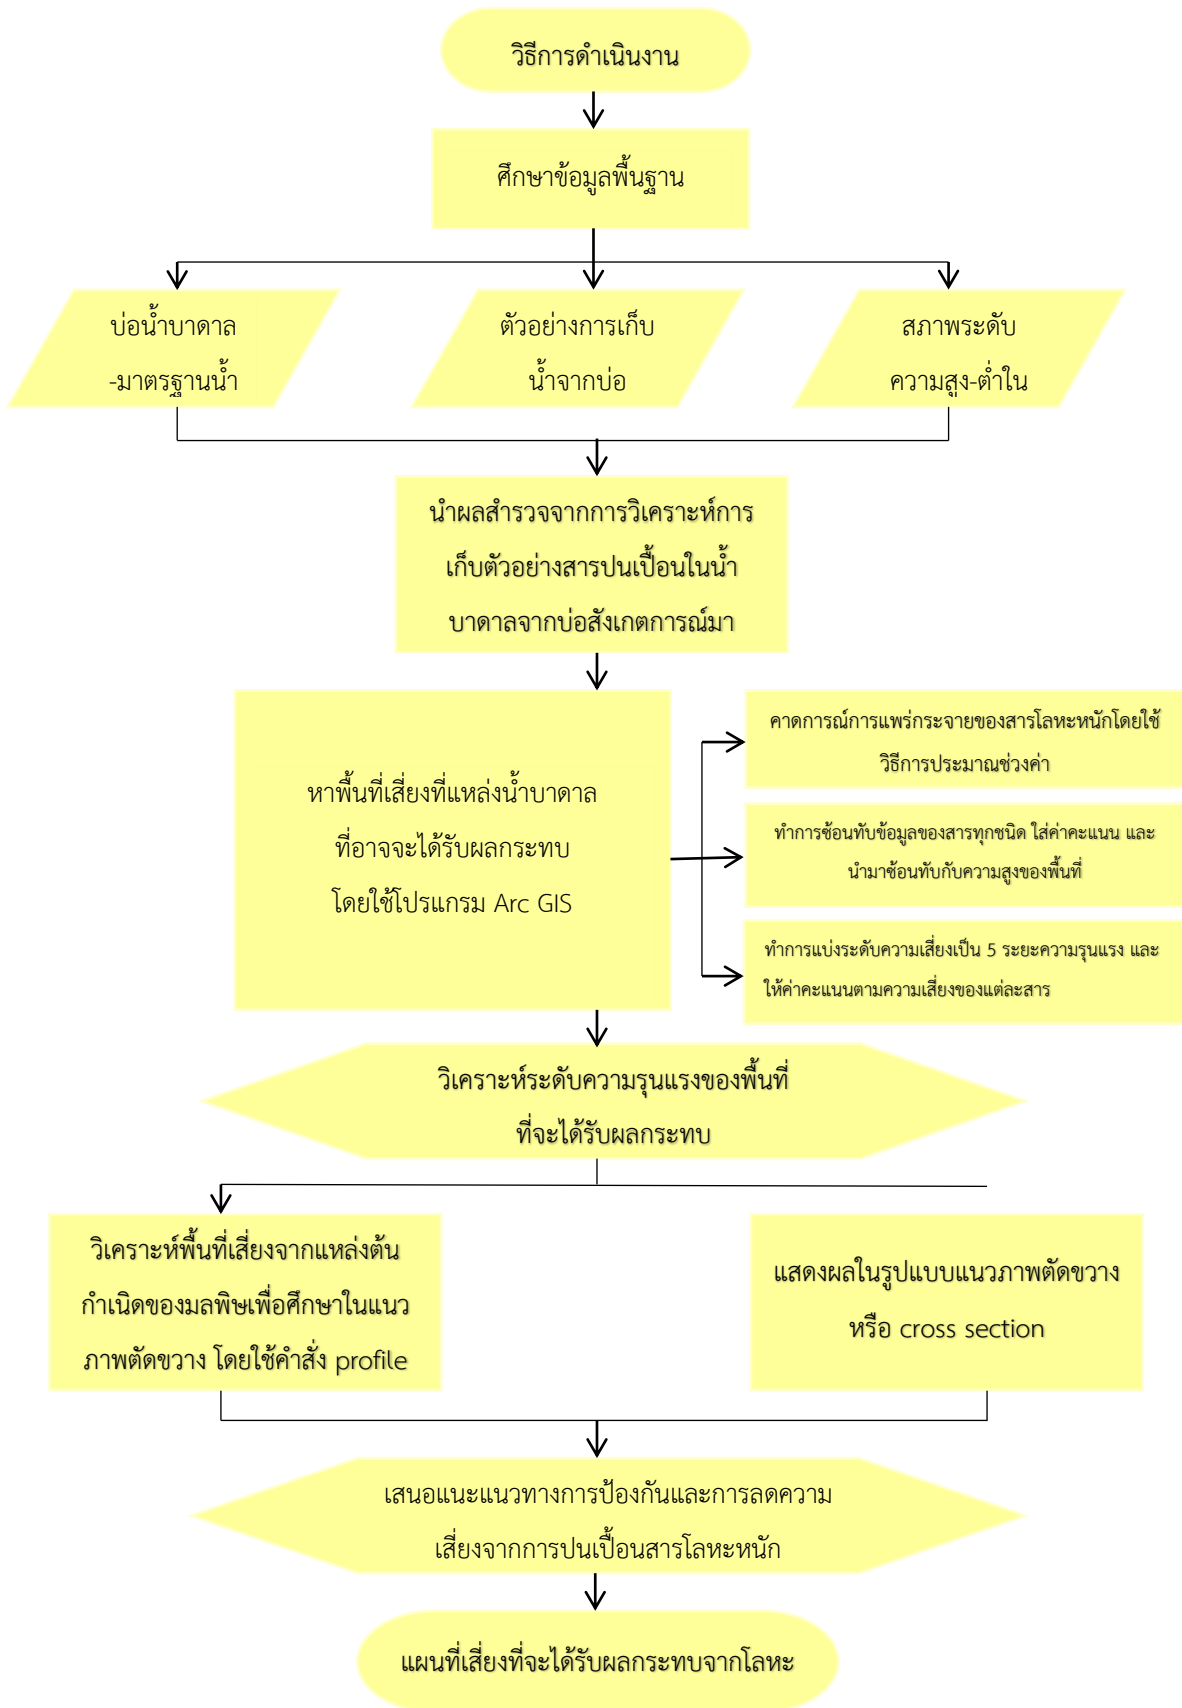 วิธีการดำเนินงาน
ศึกษาข้อมูลพื้นฐาน
บ่อน้ำบาดาล
-มาตรฐานน้ำ
ตัวอย่างการเก็บ
น้ำจากบ่อ
สภาพระดับ
ความสูง-ต่ำใน
นำผลสำรวจจากการวิเคราะห์การ
เก็บตัวอย่างสารปนเปื้อนในน้ำ
บาดาลจากบ่อสังเกตการณ์มา
หาพื้นที่เสี่ยงที่แหล่งน้ำบาดาล
ที่อาจจะได้รับผลกระทบ
โดยใช้โปรแกรม Arc GIS
คาดการณ์การแพร่กระจายของสารโลหะหนักโดยใช้
วิธีการประมาณช่วงค่า
ทำการซ้อนทับข้อมูลของสารทุกชนิด ใส่ค่าคะแนน และ
นำมาซ้อนทับกับความสูงของพื้นที่
ทำการแบ่งระดับความเสี่ยงเป็น 5 ระยะความรุนแรง และ
ให้ค่าคะแนนตามความเสี่ยงของแต่ละสาร
วิเคราะห์ระดับความรุนแรงของพื้นที่
ที่จะได้รับผลกระทบ
วิเคราะห์พื้นที่เสี่ยงจากแหล่งต้น
กำเนิดของมลพิษเพื่อศึกษาในแนว
ภาพตัดขวาง โดยใช้คำสั่ง profile
แสดงผลในรูปแบบแนวภาพตัดขวาง
หรือ cross section
เสนอแนะแนวทางการป้องกันและการลดความ
เสี่ยงจากการปนเปื้อนสารโลหะหนัก
แผนที่เสี่ยงที่จะได้รับผลกระทบจากโลหะ